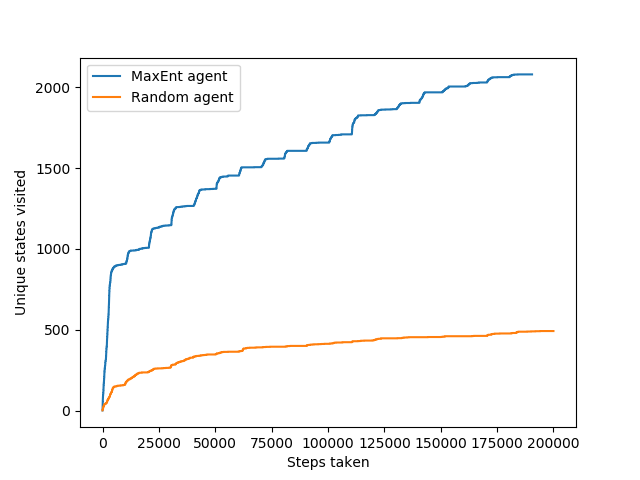 MaxEnt agent
Random agent
Unique states visited
2000
1500
1000
500
0
0 25000 50000 75000 100000 125000 150000 175000 200000
Steps taken